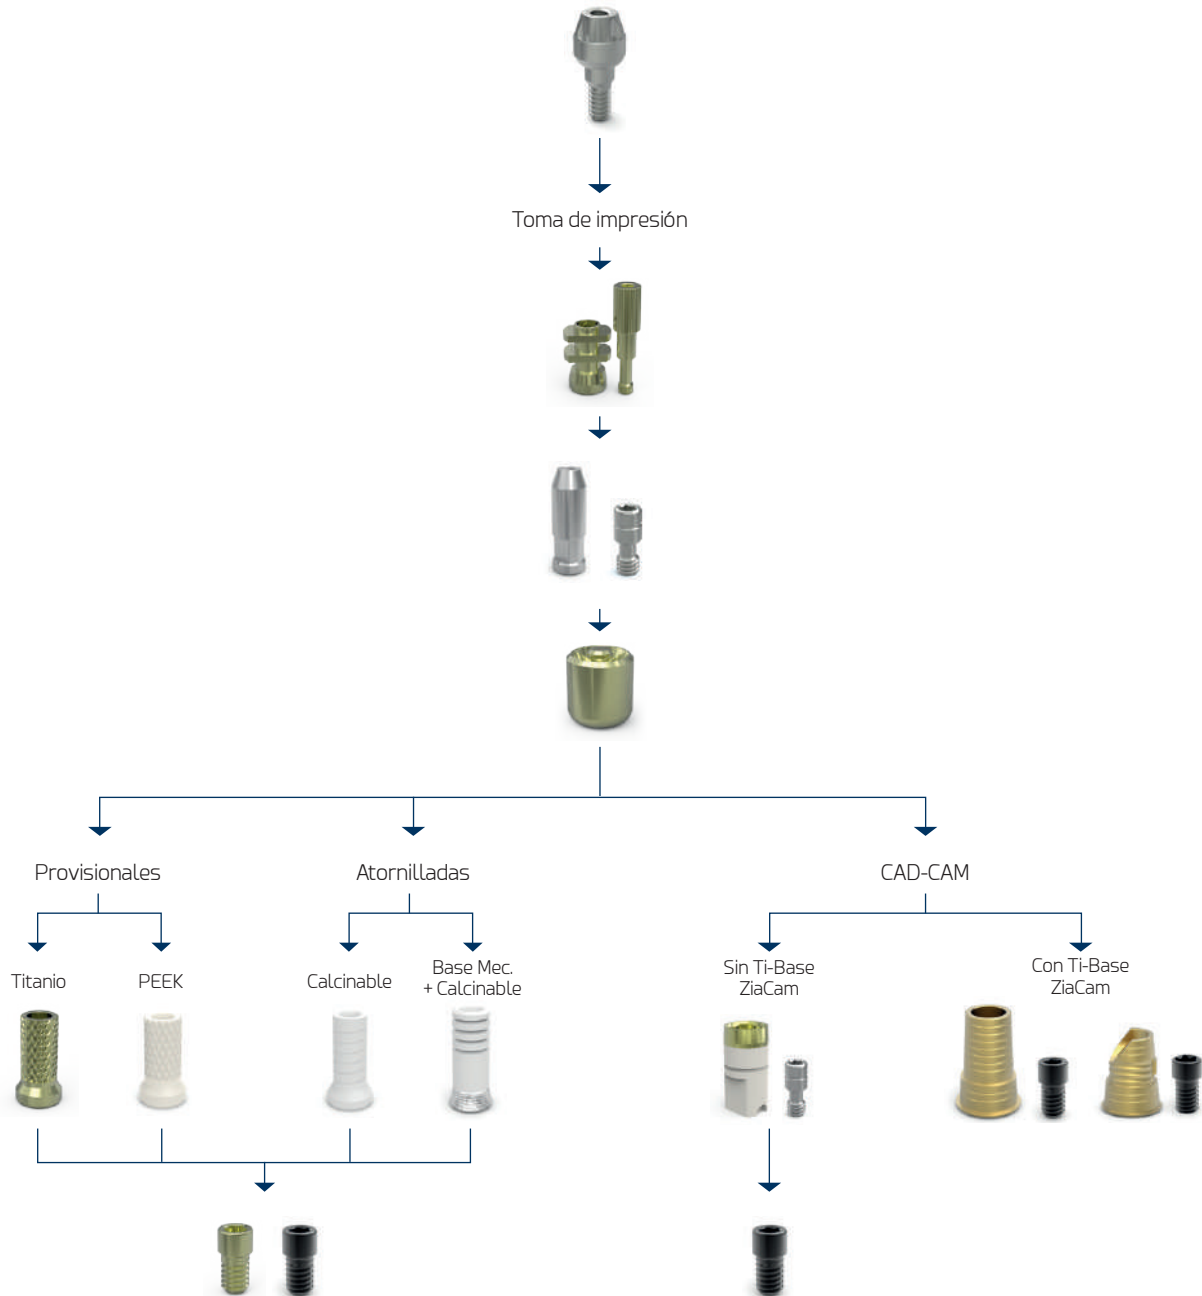 Toma de impresión
Provisionales
Atornilladas
CAD-CAM
Titanio
PEEK
Calcinable
Base Mec.
+ Calcinable
Sin Ti-Base
ZiaCam
Con Ti-Base
ZiaCam